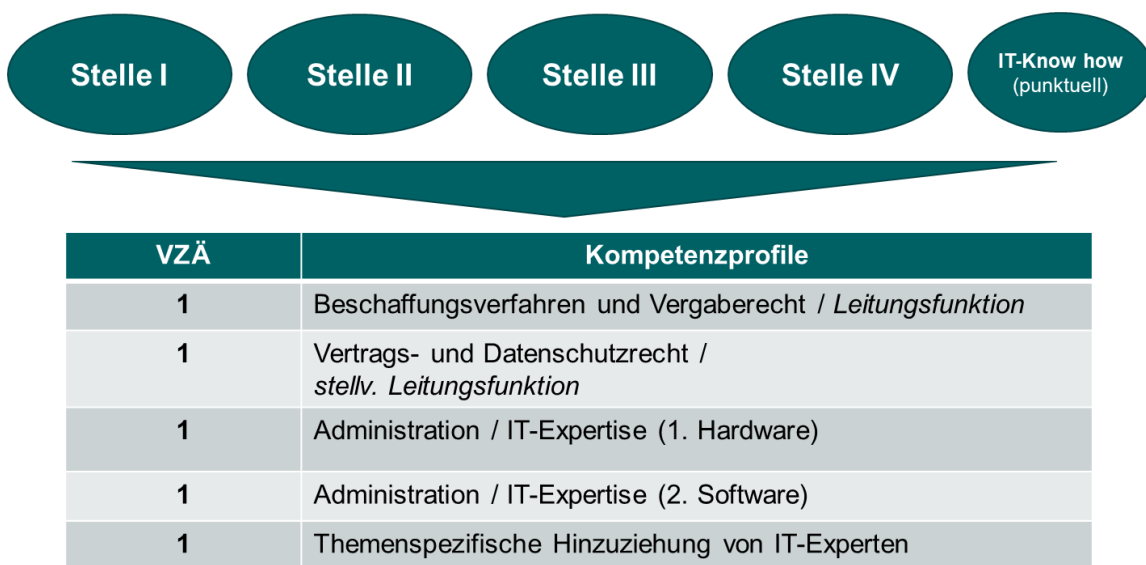 Stelle I
Stelle II
Stelle III
Stelle IV
IT-Know how
(punktuell)
VZÄ Kompetenzprofile
1 Beschaffungsverfahren und Vergaberecht / Leitungsfunktion
1 Vertrags- und Datenschutzrecht /
stellv. Leitungsfunktion
1 Administration / IT-Expertise (1. Hardware)
1 Administration / IT-Expertise (2. Software)
1 Themenspezifische Hinzuziehung von IT-Experten